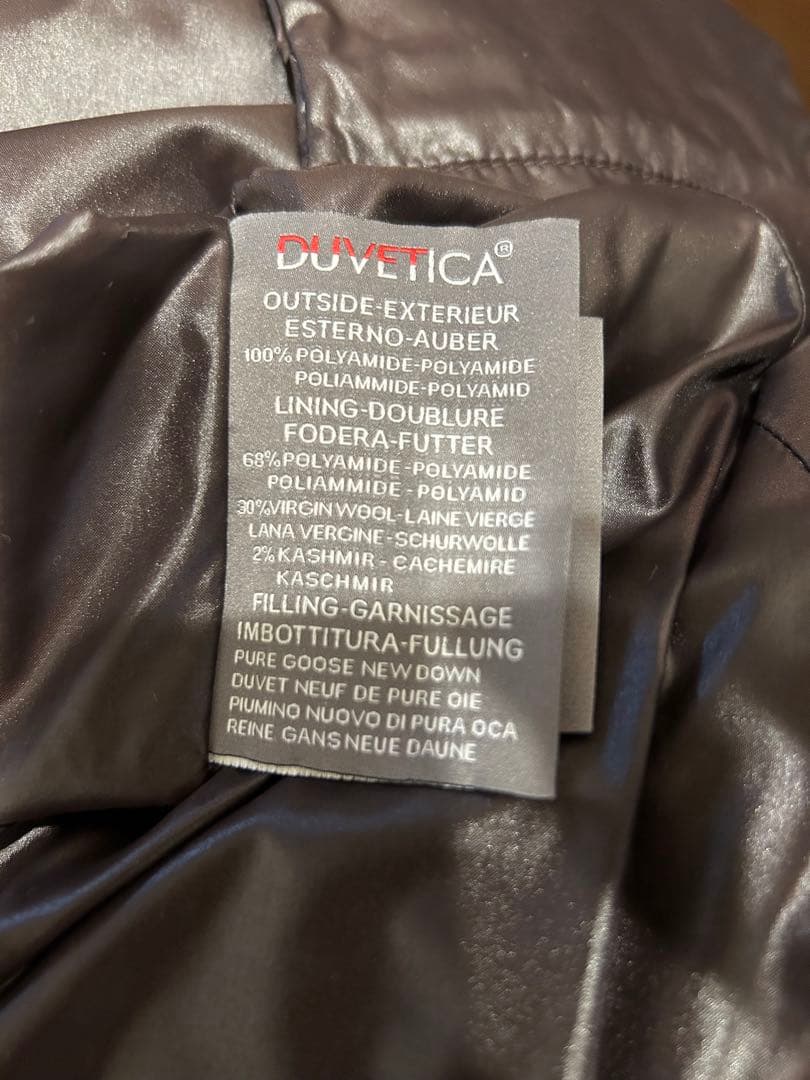 DUVETICA®
OUTSIDE-EXTERIEUR
ESTERNO-AUBER
100% POLYAMIDE-POLYAMIDE
POLIAMMIDE-POLYAMID
LINING-DOUBLURE
FODERA-FUTTER
68% POLYAMIDE-POLYAMIDE
POLIAMMIDE - POLYAMID
30% VIRGIN WOOL-LAINE VIERGE
LANA VERGINE - SCHURWOLLE
2% KASHMIR - CACHEMIRE
KASCHMIR
FILLING-GARNISSAGE
IMBOTTITURA-FULLUNG
PURE GOOSE NEW DOWN
DUVET NEUF DE PURE OIE
PIUMINO NUOVO DI PURA OCA
REINE GANS NEUE DAUNE